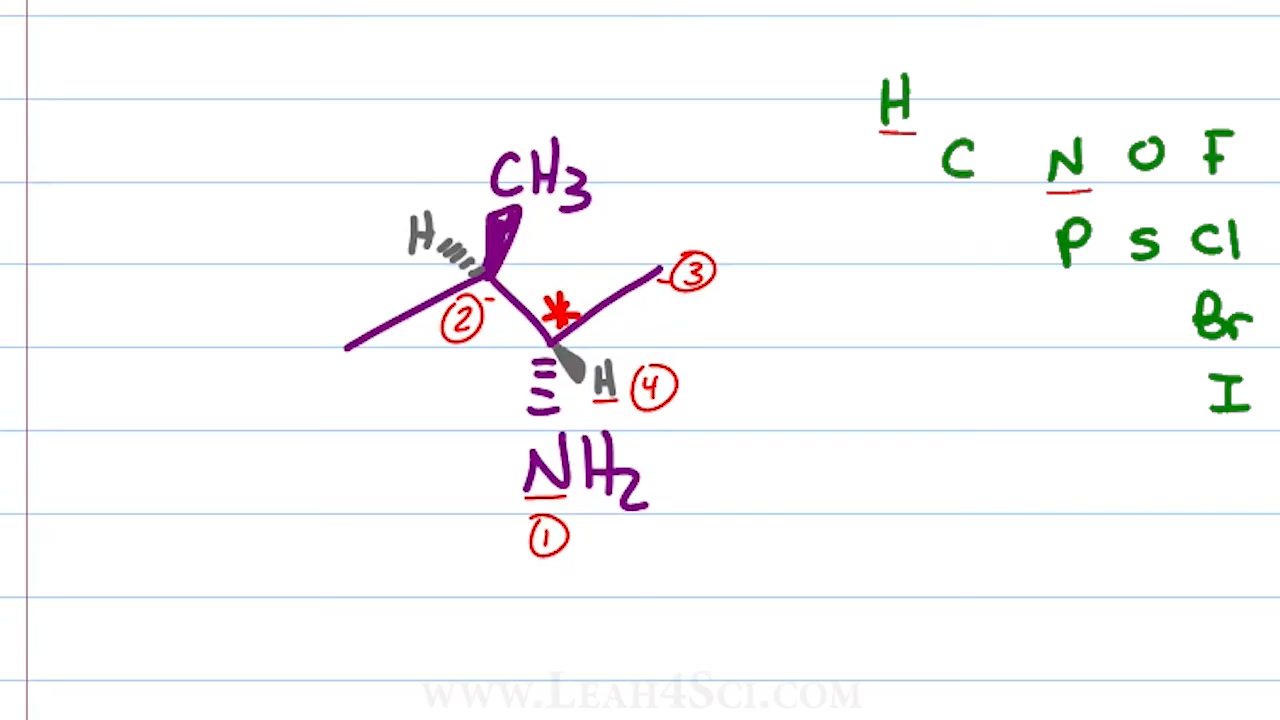 CH3
H
2
*
3
H 4
NH2
1
H
C N O F
P S Cl
Br
I
www.Leah4Sci.com